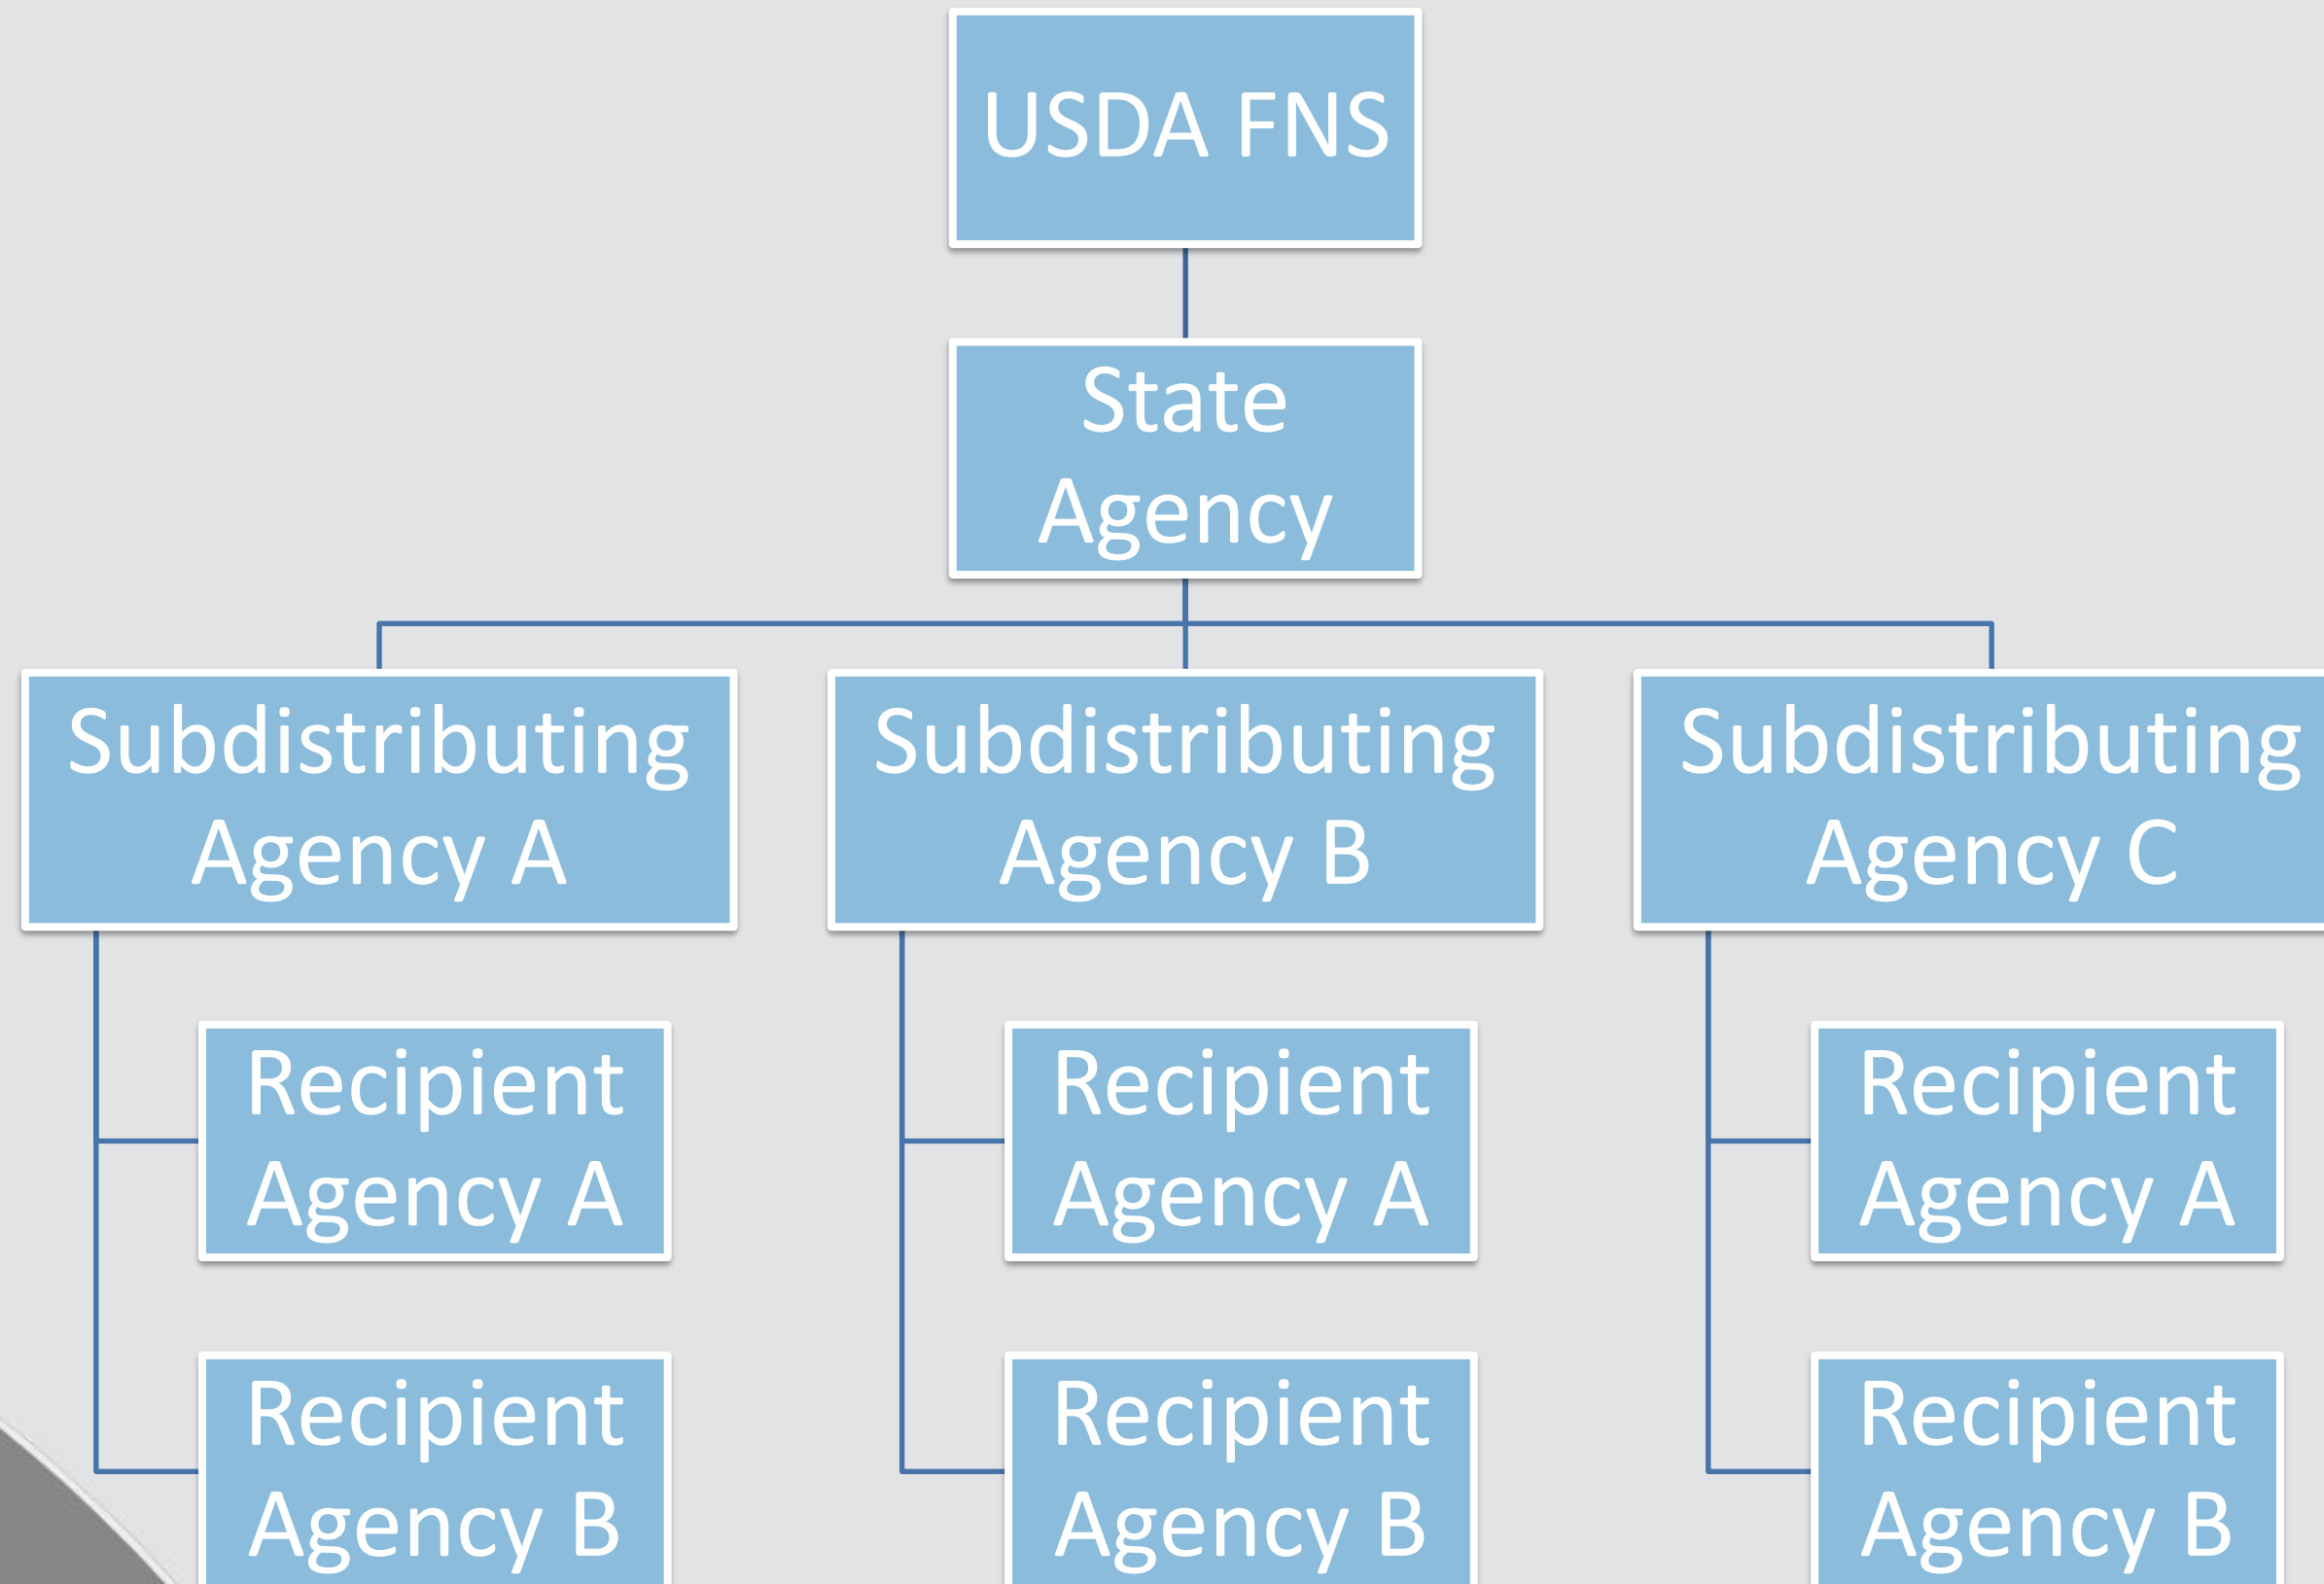 USDA FNS
State
Agency
Subdistributing
Agency A
Subdistributing
Agency B
Subdistributing
Agency C
Recipient
Agency A
Recipient
Agency A
Recipient
Agency A
Recipient
Agency B
Recipient
Agency B
Recipient
Agency B